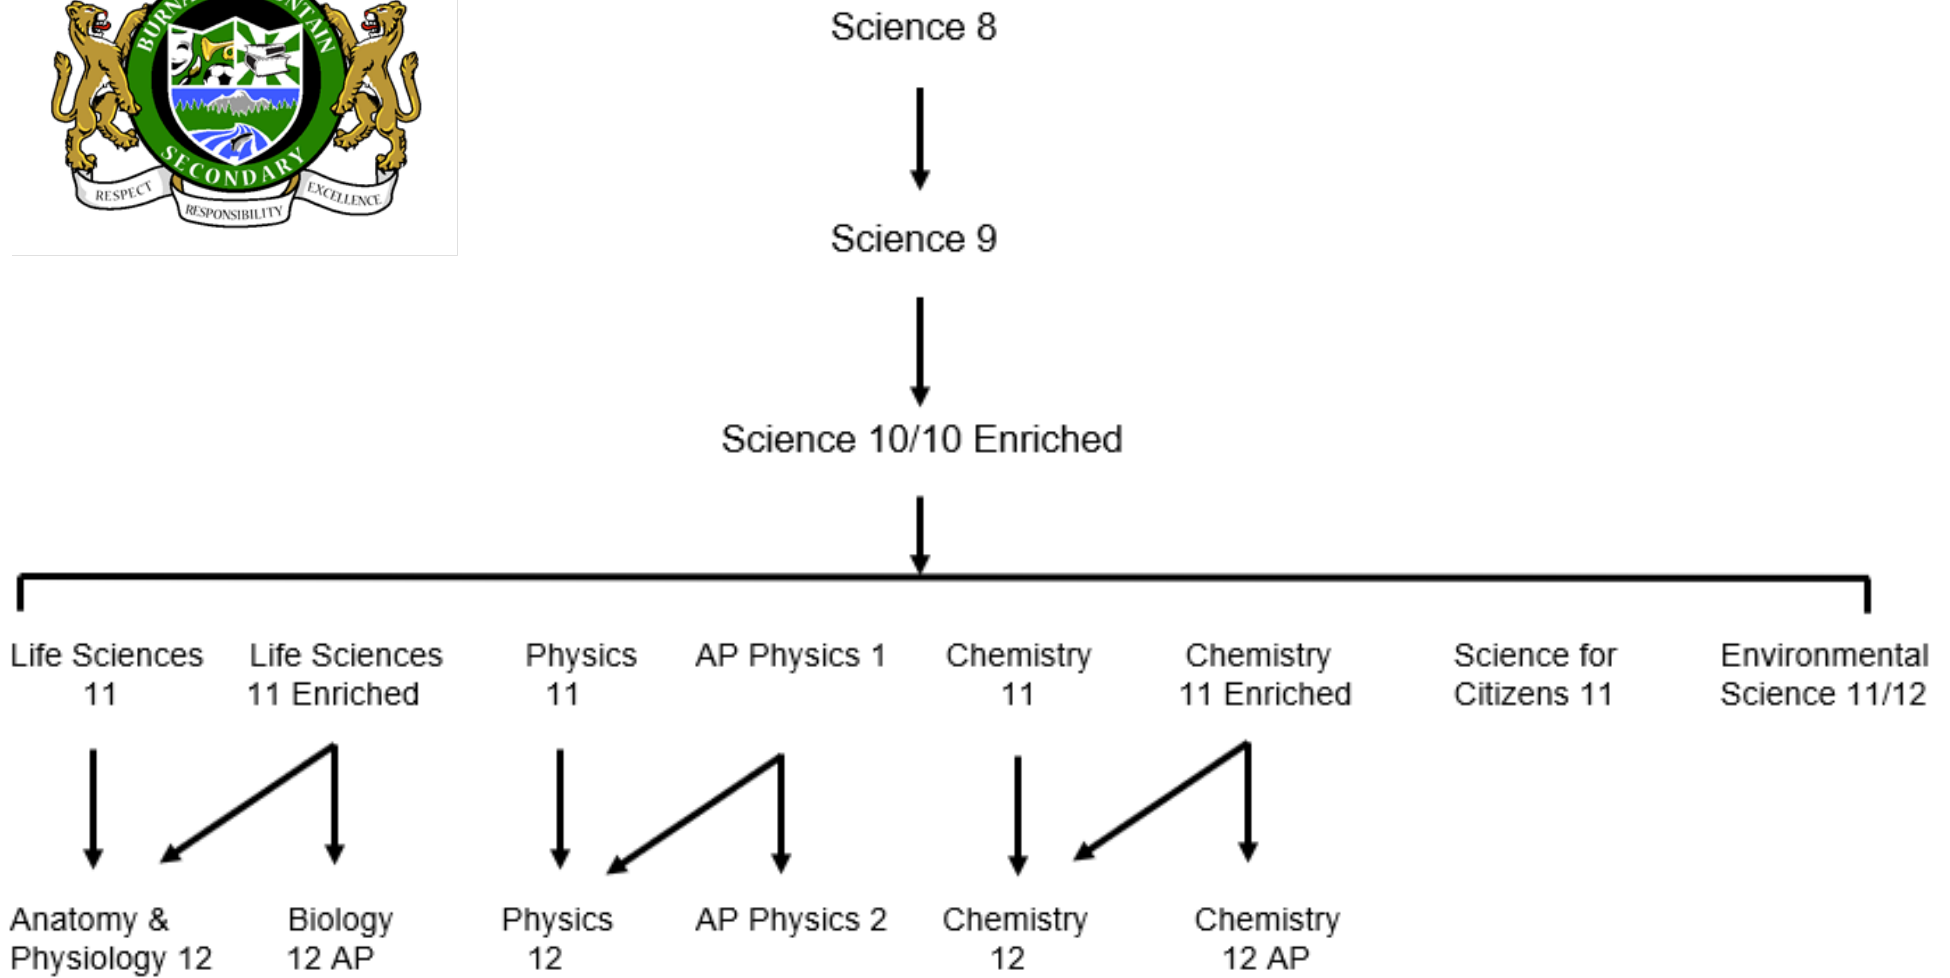 SECONDARY
RESPECT
RESPONSIBILITY
EXCELLENCE
Science 8
Science 9
Science 10/10 Enriched
Life Sciences
11
Life Sciences
11 Enriched
Physics
11
AP Physics 1
Chemistry
11
Chemistry
11 Enriched
Science for
Citizens 11
Environmental
Science 11/12
Anatomy &
Physiology 12
Biology
12 AP
Physics
12
AP Physics 2
Chemistry
12
Chemistry
12 AP